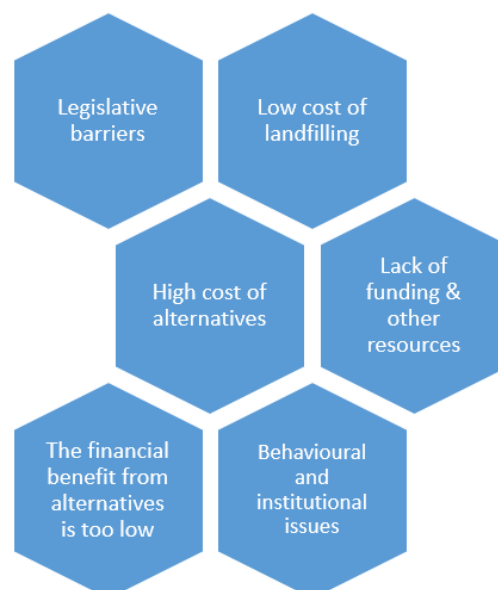 Legislative
barriers
Low cost of
landfilling
High cost of
alternatives
Lack of
funding &
other
resources
The financial
benefit from
alternatives
is too low
Behavioural
and
institutional
issues